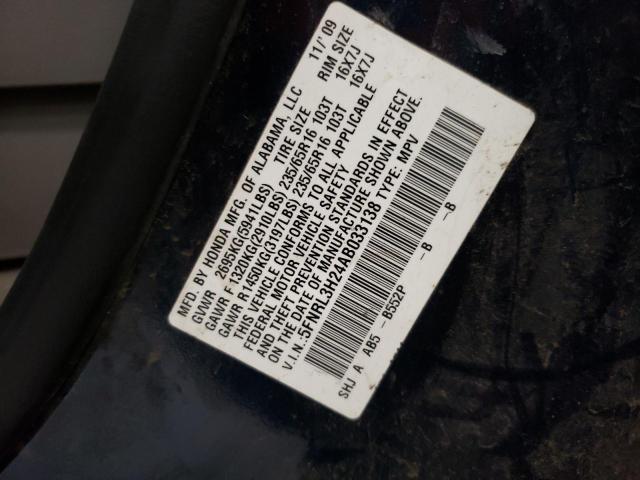 MFD. BY HONDA MFG. OF ALABAMA, LLC 11/'09
GVWR 2695KG(5941LBS) TIRE SIZE RIM SIZE
GAWR F 1320KG(2910LBS) 235/65R16 103T 16X7J
GAWR R1450KG(3197LBS) 235/65R16 103T 16X7J
THIS VEHICLE CONFORMS TO ALL APPLICABLE
FEDERAL MOTOR VEHICLE SAFETY
AND THEFT PREVENTION STANDARDS IN EFFECT
ON THE DATE OF MANUFACTURE SHOWN ABOVE.
V.I.N.:5FNRL3H24AB033138 TYPE: MPV
SHJ A AB5 -B552P -B -B